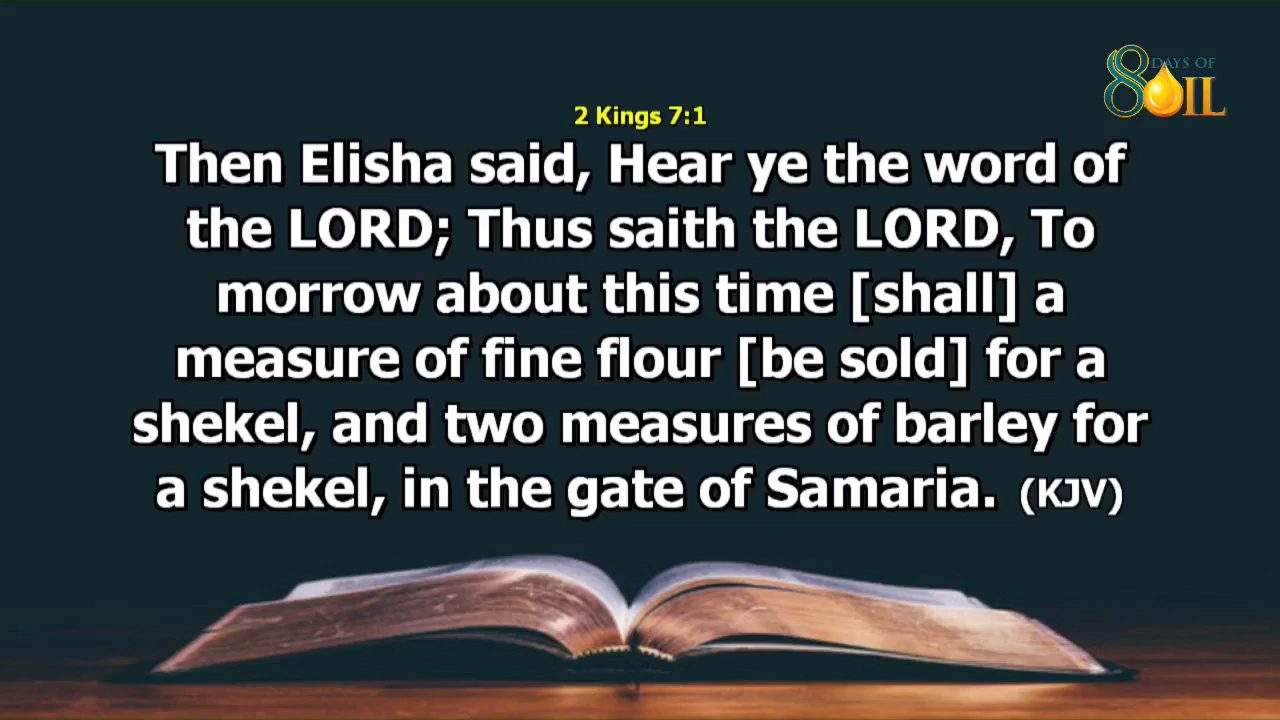 8 DAYS OF
OIL
2 Kings 7:1
Then Elisha said, Hear ye the word of
the LORD; Thus saith the LORD, To
morrow about this time [shall] a
measure of fine flour [be sold] for a
shekel, and two measures of barley for
a shekel, in the gate of Samaria. (KJV)